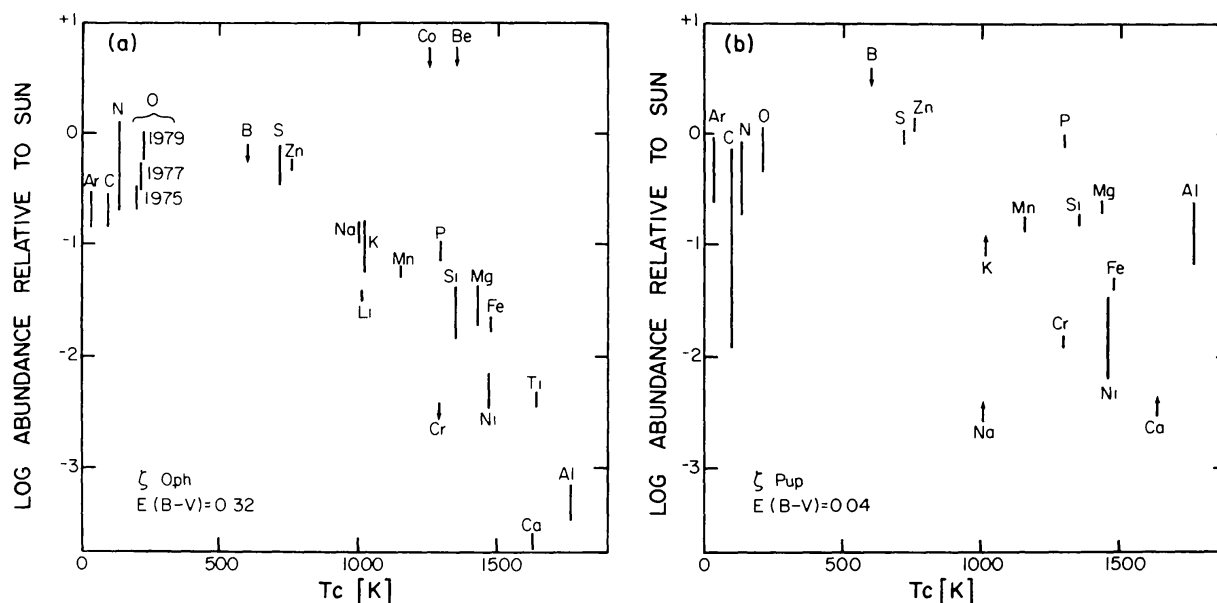 (a)
LOG ABUNDANCE RELATIVE TO SUN
+1
0
-1
-2
-3
Co Be
N O
1979
1977
1975
Ar C
B S
Zn
Na
K
Li
Mn
P
Si Mg
Fe
Cr
Ni
Ti
Al
Ca
ζ Oph
E (B-V)=0.32
0 500 1000 1500
Tc [K]
(b)
LOG ABUNDANCE RELATIVE TO SUN
+1
0
-1
-2
-3
B
Ar C N O
S Zn
P
Mn
Si Mg
Al
K
Fe
Cr
Ni
Na
Ca
ζ Pup
E (B-V)=0.04
0 500 1000 1500
Tc [K]